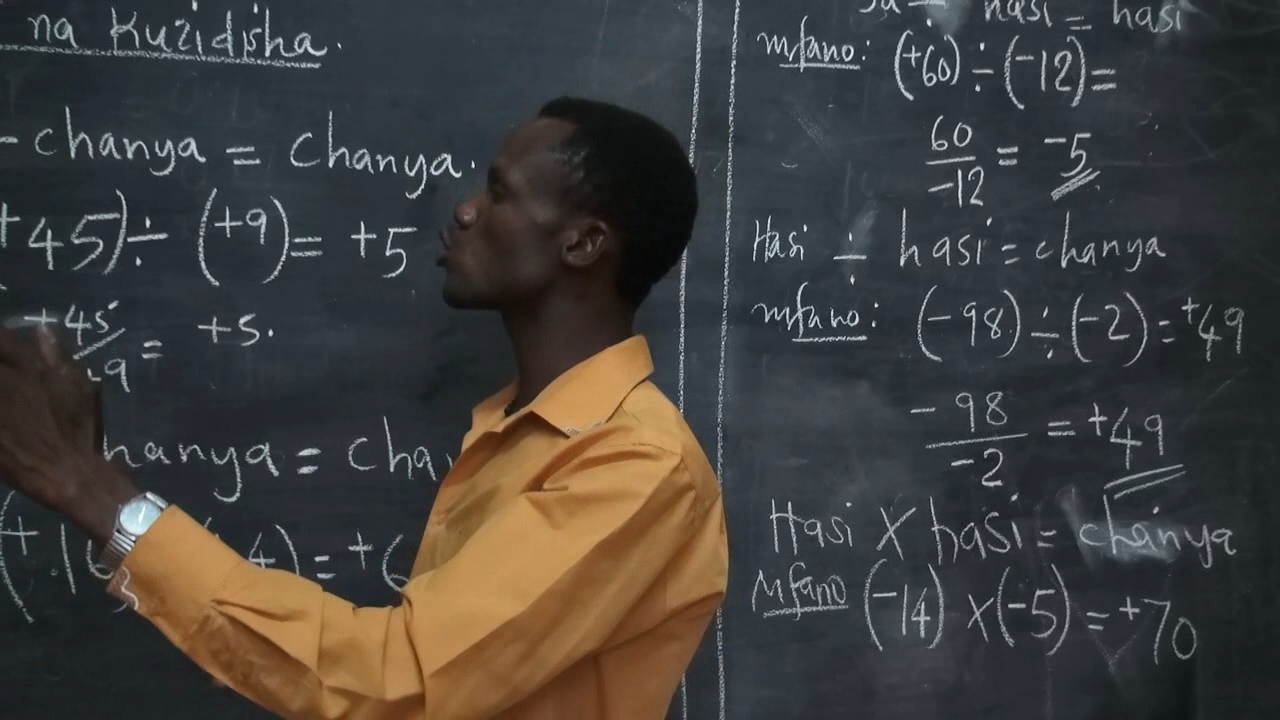 na Kuzidisha.
- chanya = Chanya.
+45) ÷ (+9) = +5
+45 = +5.
+9
hanya = cha
(+ 16 4) = +6
3
÷ hasi = hasi
mfano: (+60) ÷ (-12) =
60
-12 = -5
Hasi ÷ hasi = chanya
mfano: (-98) ÷ (-2) = +49
-98
-2 = +49
Hasi X hasi = chanya
Mfano (-14) X (-5) = +70